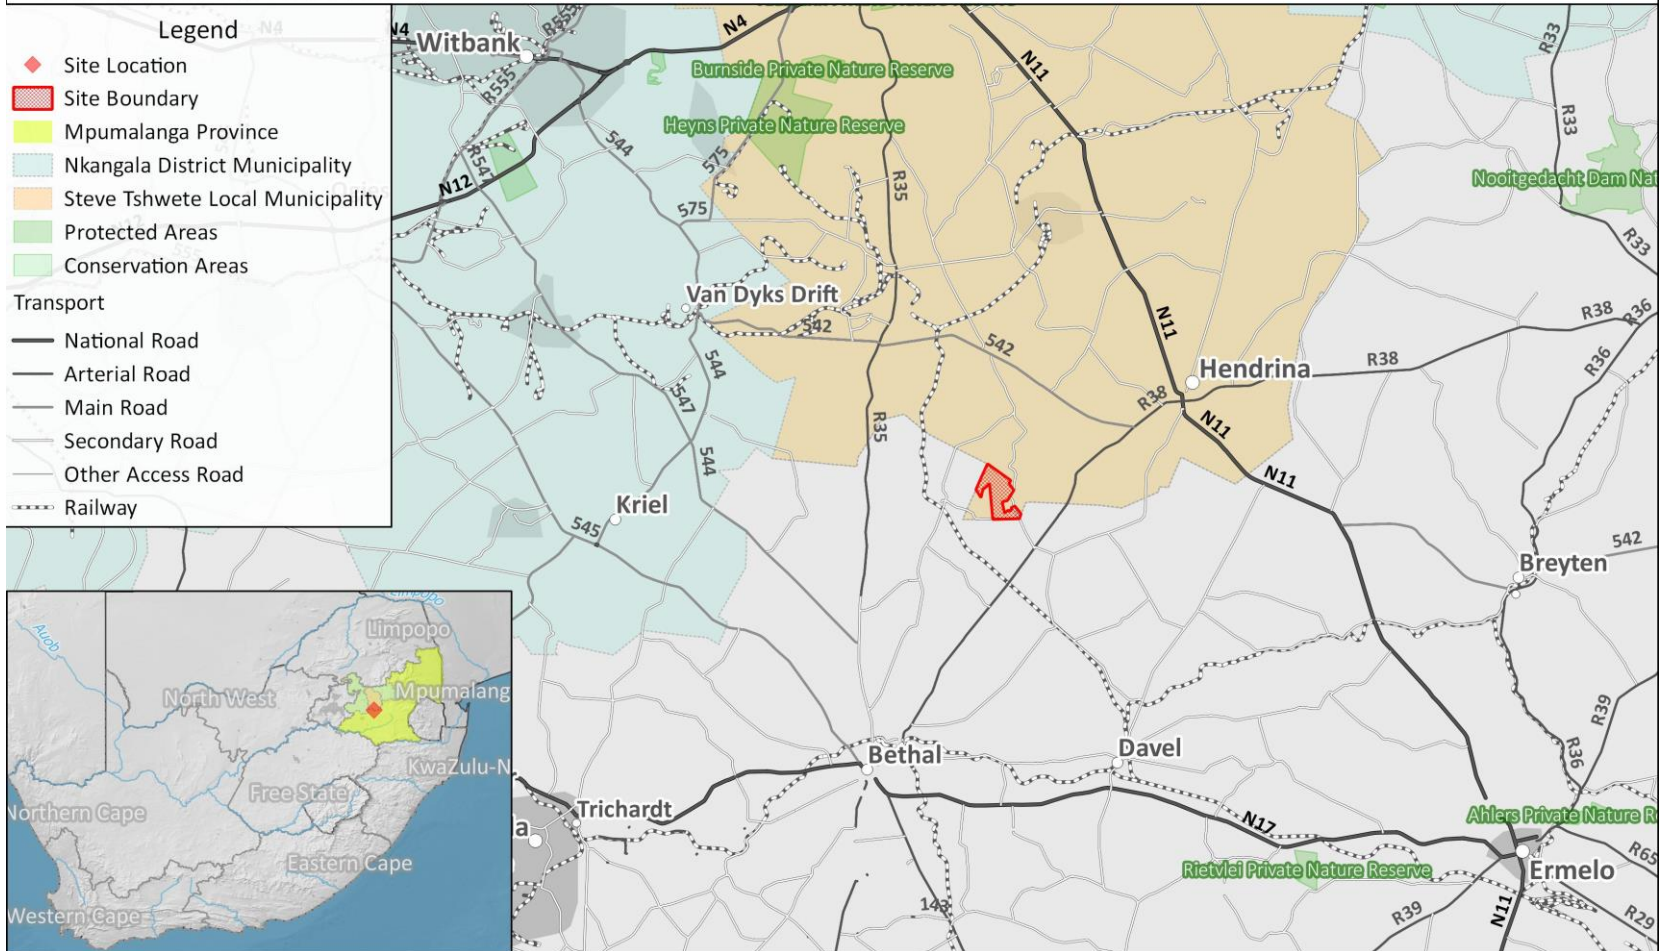 Legend
Site Location
Site Boundary
Mpumalanga Province
Nkangala District Municipality
Steve Tshwete Local Municipality
Protected Areas
Conservation Areas
Transport
National Road
Arterial Road
Main Road
Secondary Road
Other Access Road
Railway
N4
Witbank
R555
R555
N4
N11
R33
Burnside Private Nature Reserve
Heyns Private Nature Reserve
R33
544
575
R547
N12
R35
Nooitgedacht Dam Nat
575
R33
Van Dyks Drift
542
542
N11
R38
R36
544
547
Hendrina
R38
R36
R38
R35
N11
544
N11
Kriel
545
542
Breyten
R39
R36
Bethal
Davel
Trichardt
la
N17
Ahlers Private Nature R
R65
Rietvlei Private Nature Reserve
Ermelo
143
R39
N11
R29
Limpopo
Auob
Limpopo
North West
Mpumalang
KwaZulu-N
Free State
Northern Cape
Eastern Cape
Western Cape